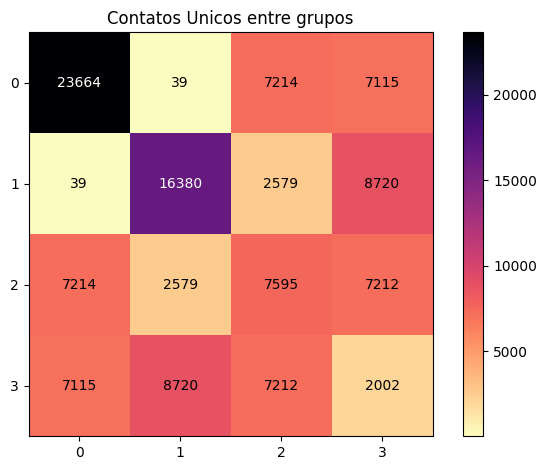 Contatos Unicos entre grupos
0 23664 39 7214 7115
1 39 16380 2579 8720
2 7214 2579 7595 7212
3 7115 8720 7212 2002
0 1 2 3
20000
15000
10000
5000